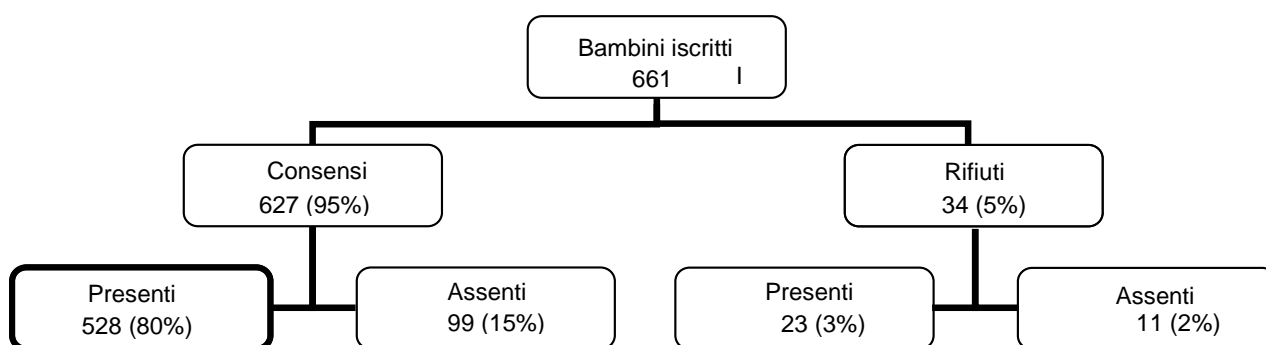 Bambini iscritti
661 I
Consensi
627 (95%)
Rifiuti
34 (5%)
Presenti
528 (80%)
Assenti
99 (15%)
Presenti
23 (3%)
Assenti
11 (2%)